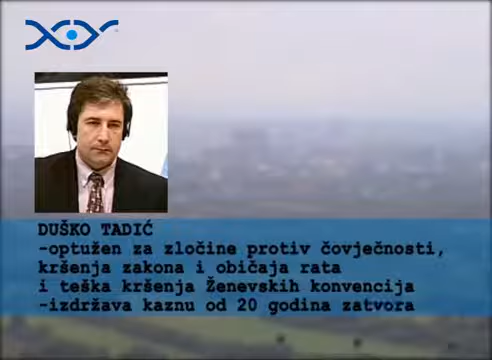 DUŠKO TADIĆ
-optužen za zločine protiv čovječnosti,
kršenja zakona i običaja rata
i teška kršenja Ženevskih konvencija
-izdržava kaznu od 20 godina zatvora